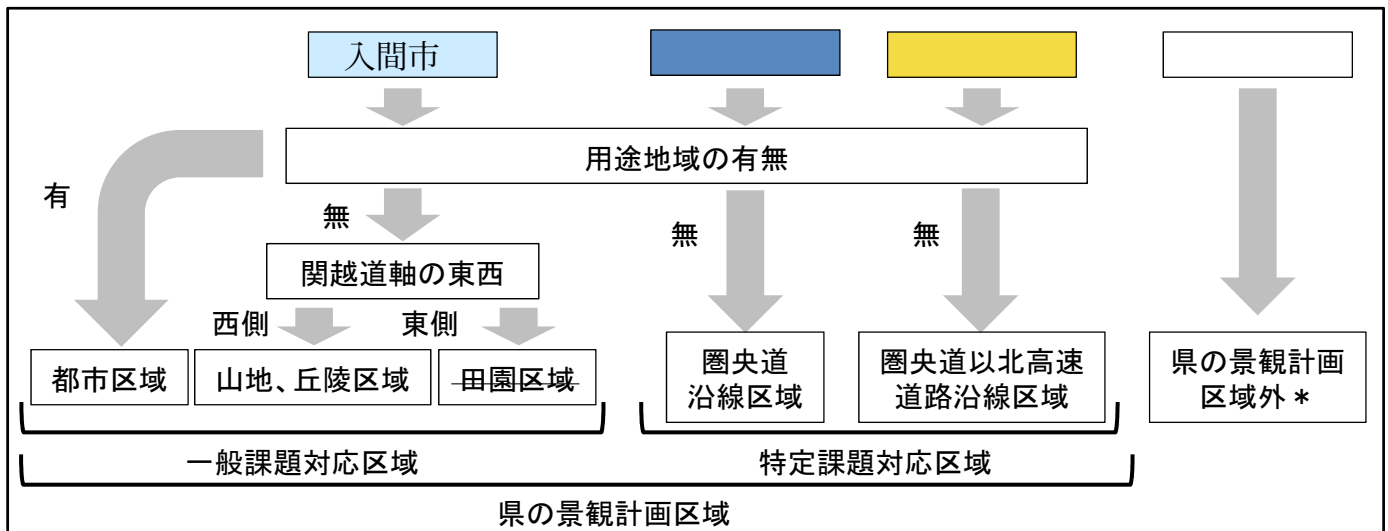 入間市
用途地域の有無
有
無
無
無
関越道軸の東西
西側
東側
都市区域
山地、丘陵区域
田園区域
圏央道
沿線区域
圏央道以北高速
道路沿線区域
県の景観計画
区域外*
一般課題対応区域
特定課題対応区域
県の景観計画区域